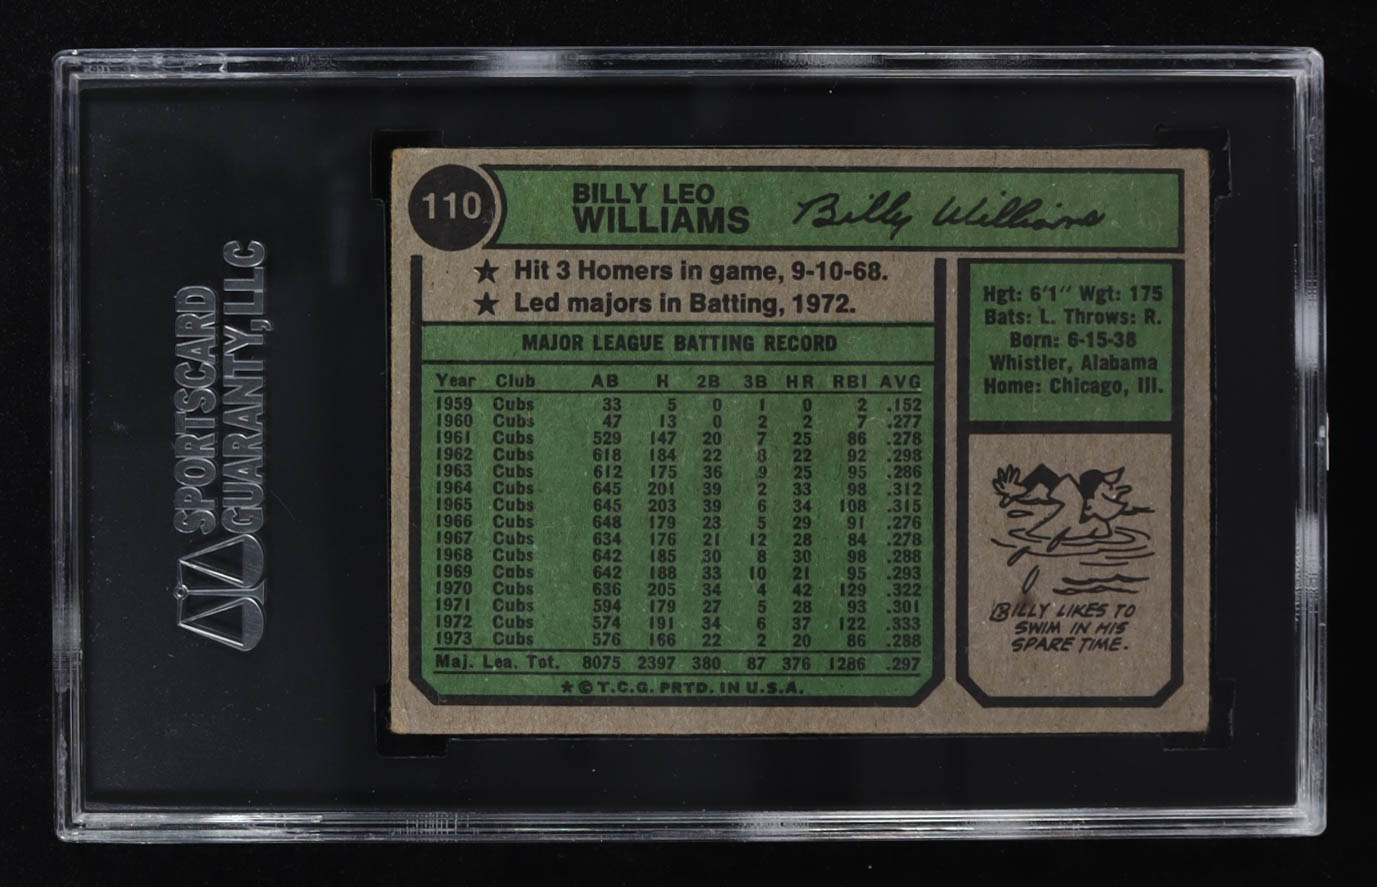 SPORTSCARD
GUARANTY, LLC
110
BILLY LEO
WILLIAMS
Billy Williams
★ Hit 3 Homers in game, 9-10-68.
★ Led majors in Batting, 1972.
MAJOR LEAGUE BATTING RECORD
Year Club AB H 2B 3B HR RBI AVG
1959 Cubs 33 5 0 1 0 2 .152
1960 Cubs 47 13 0 2 2 7 .277
1961 Cubs 529 147 20 7 25 86 .278
1962 Cubs 618 184 22 8 22 92 .298
1963 Cubs 612 175 36 9 25 95 .286
1964 Cubs 645 201 39 2 33 98 .312
1965 Cubs 645 203 39 6 34 108 .315
1966 Cubs 648 179 23 5 29 91 .276
1967 Cubs 634 176 21 12 28 84 .278
1968 Cubs 642 185 30 8 30 98 .288
1969 Cubs 642 188 33 10 21 95 .293
1970 Cubs 636 205 34 4 42 129 .322
1971 Cubs 594 179 27 5 28 93 .301
1972 Cubs 574 191 34 6 37 122 .333
1973 Cubs 576 166 22 2 20 86 .288
Maj. Lea. Tot. 8075 2397 380 87 376 1286 .297
★ © T.C.G. PRTD. IN U.S.A.
Hgt: 6'1" Wgt: 175
Bats: L. Throws: R.
Born: 6-15-38
Whistler, Alabama
Home: Chicago, Ill.
BILLY LIKES TO
SWIM IN HIS
SPARE TIME.